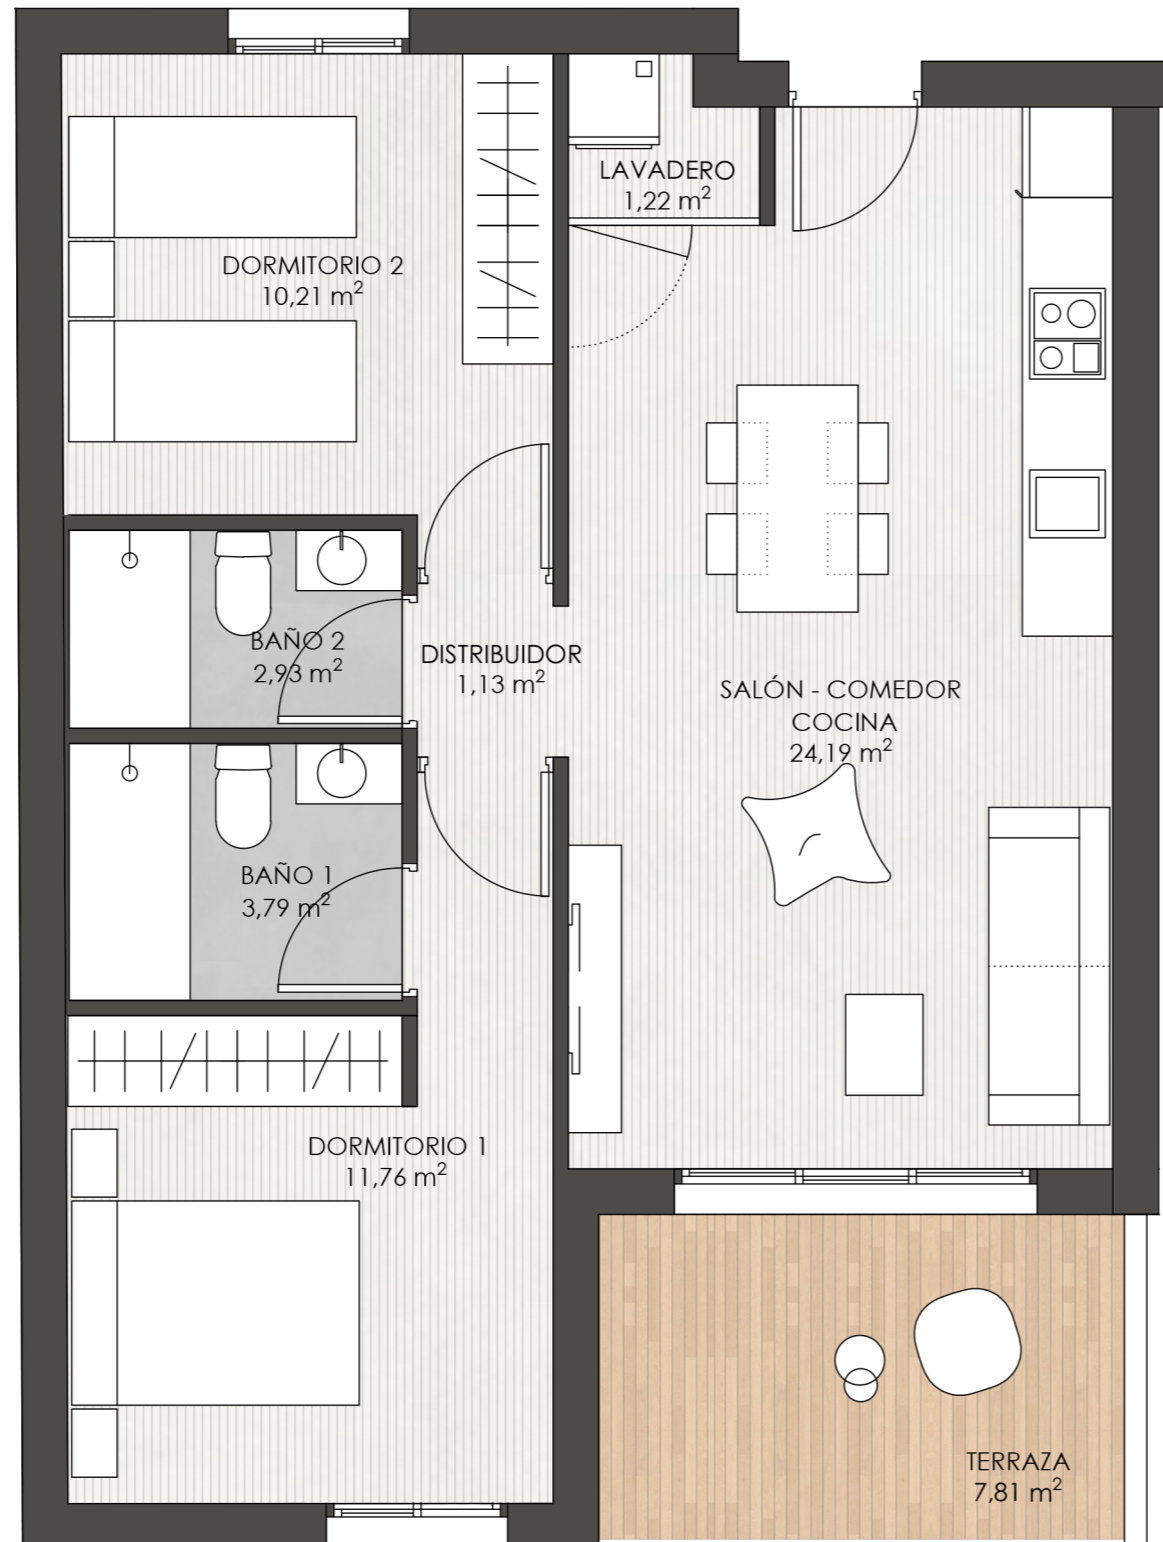 LAVADERO
1,22 m²
DORMITORIO 2
10,21 m²
BAÑO 2
2,93 m²
DISTRIBUIDOR
1,13 m²
SALÓN - COMEDOR
COCINA
24,19 m²
BAÑO 1
3,79 m²
DORMITORIO 1
11,76 m²
TERRAZA
7,81 m²